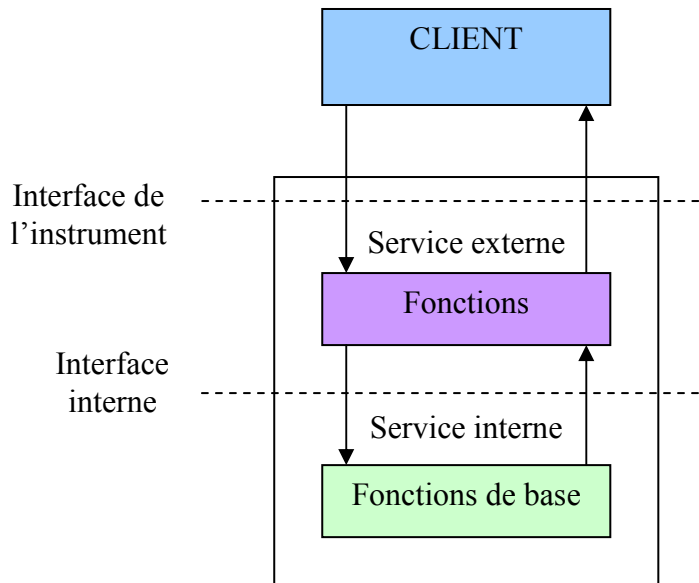 CLIENT
Interface de
l’instrument
Service externe
Fonctions
Interface
interne
Service interne
Fonctions de base